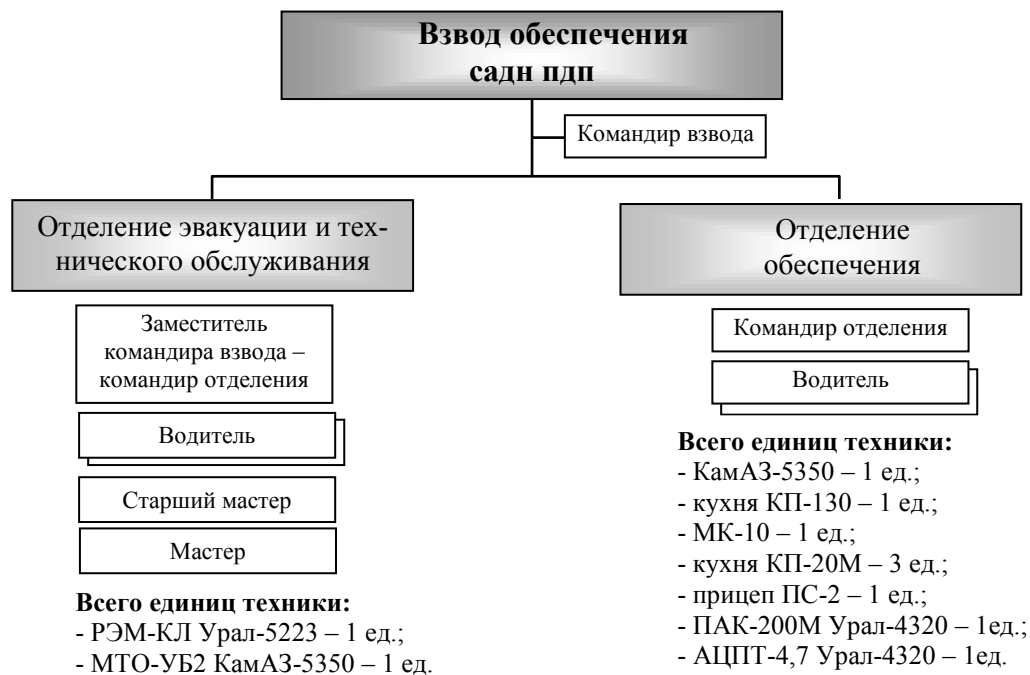 Взвод обеспечения
садн пдп
Командир взвода
Отделение эвакуации и тех-
нического обслуживания
Заместитель
командира взвода –
командир отделения
Водитель
Старший мастер
Мастер
Всего единиц техники:
- РЭМ-КЛ Урал-5223 – 1 ед.;
- МТО-УБ2 КамАЗ-5350 – 1 ед.
Отделение
обеспечения
Командир отделения
Водитель
Всего единиц техники:
- КамАЗ-5350 – 1 ед.;
- кухня КП-130 – 1 ед.;
- МК-10 – 1 ед.;
- кухня КП-20М – 3 ед.;
- прицеп ПС-2 – 1 ед.;
- ПАК-200М Урал-4320 – 1ед.;
- АЦПТ-4,7 Урал-4320 – 1ед.